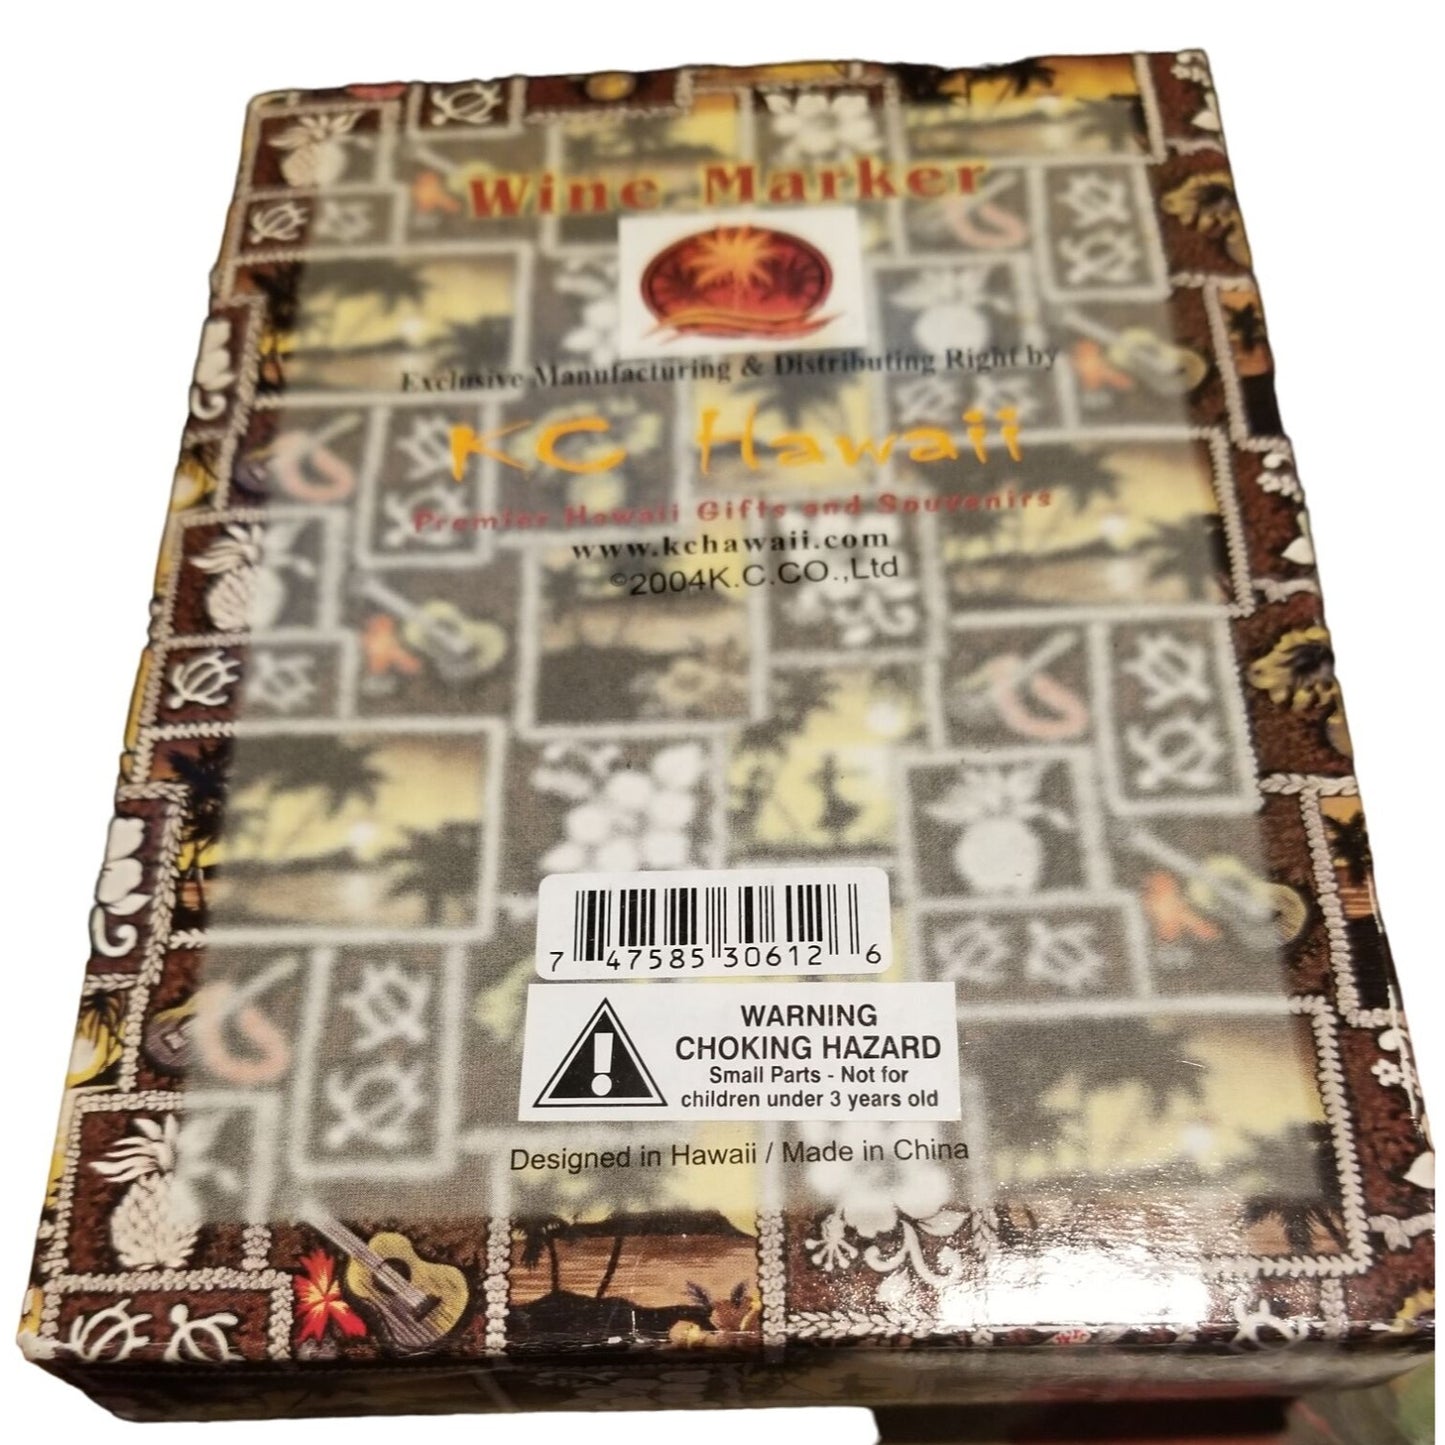 Wine Marker
Exclusive Manufacturing & Distributing Right by
KC Hawaii
Premier Hawaii Gifts and Souvenirs
www.kchawaii.com
©2004K.C.CO.,Ltd
7 47585 30612 6
WARNING
CHOKING HAZARD
Small Parts - Not for
children under 3 years old
Designed in Hawaii / Made in China